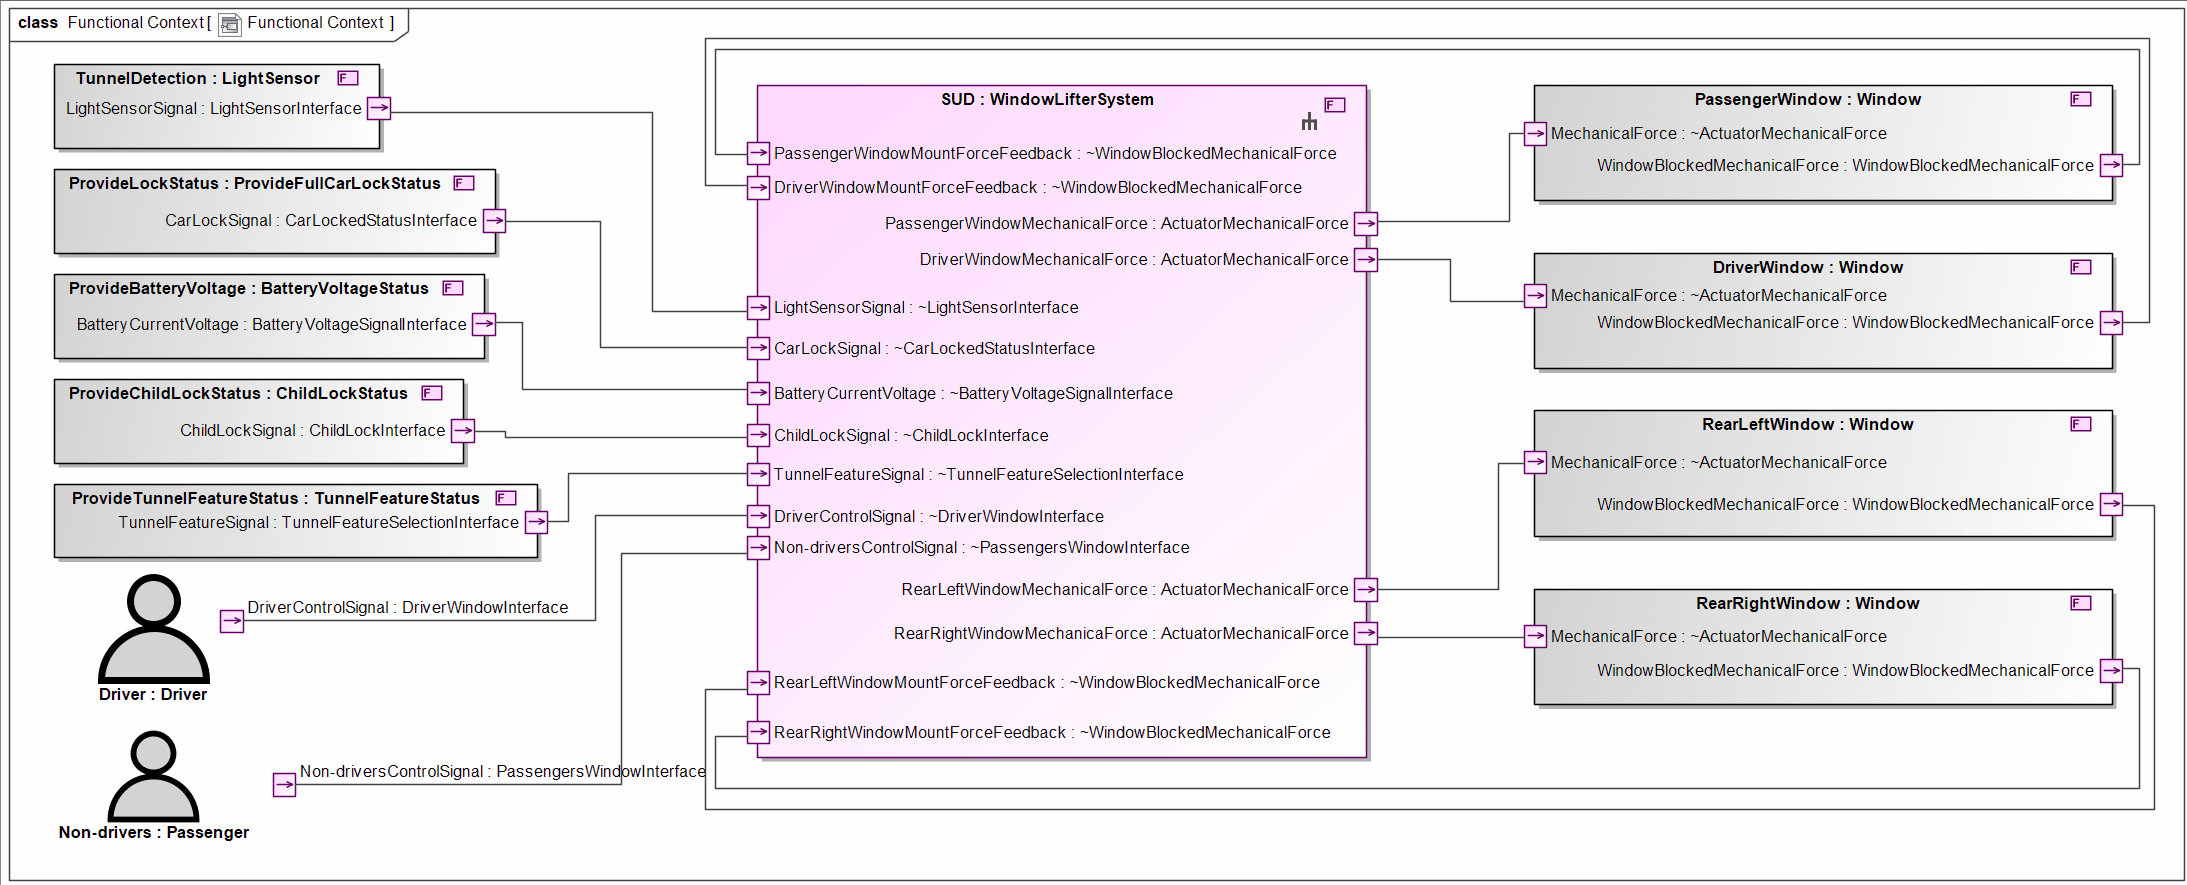 class Functional Context [ Functional Context ]
TunnelDetection : LightSensor F
LightSensorSignal : LightSensorInterface
ProvideLockStatus : ProvideFullCarLockStatus F
CarLockSignal : CarLockedStatusInterface
ProvideBatteryVoltage : BatteryVoltageStatus F
BatteryCurrentVoltage : BatteryVoltageSignalInterface
ProvideChildLockStatus : ChildLockStatus F
ChildLockSignal : ChildLockInterface
ProvideTunnelFeatureStatus : TunnelFeatureStatus F
TunnelFeatureSignal : TunnelFeatureSelectionInterface
DriverControlSignal : DriverWindowInterface
Driver : Driver
Non-driversControlSignal : PassengersWindowInterface
Non-drivers : Passenger
SUD : WindowLifterSystem F
PassengerWindowMountForceFeedback : ~WindowBlockedMechanicalForce
DriverWindowMountForceFeedback : ~WindowBlockedMechanicalForce
PassengerWindowMechanicalForce : ActuatorMechanicalForce
DriverWindowMechanicalForce : ActuatorMechanicalForce
LightSensorSignal : ~LightSensorInterface
CarLockSignal : ~CarLockedStatusInterface
BatteryCurrentVoltage : ~BatteryVoltageSignalInterface
ChildLockSignal : ~ChildLockInterface
TunnelFeatureSignal : ~TunnelFeatureSelectionInterface
DriverControlSignal : ~DriverWindowInterface
Non-driversControlSignal : ~PassengersWindowInterface
RearLeftWindowMechanicalForce : ActuatorMechanicalForce
RearRightWindowMechanicaForce : ActuatorMechanicalForce
RearLeftWindowMountForceFeedback : ~WindowBlockedMechanicalForce
RearRightWindowMountForceFeedback : ~WindowBlockedMechanicalForce
PassengerWindow : Window F
MechanicalForce : ~ActuatorMechanicalForce
WindowBlockedMechanicalForce : WindowBlockedMechanicalForce
DriverWindow : Window F
MechanicalForce : ~ActuatorMechanicalForce
WindowBlockedMechanicalForce : WindowBlockedMechanicalForce
RearLeftWindow : Window F
MechanicalForce : ~ActuatorMechanicalForce
WindowBlockedMechanicalForce : WindowBlockedMechanicalForce
RearRightWindow : Window F
MechanicalForce : ~ActuatorMechanicalForce
WindowBlockedMechanicalForce : WindowBlockedMechanicalForce